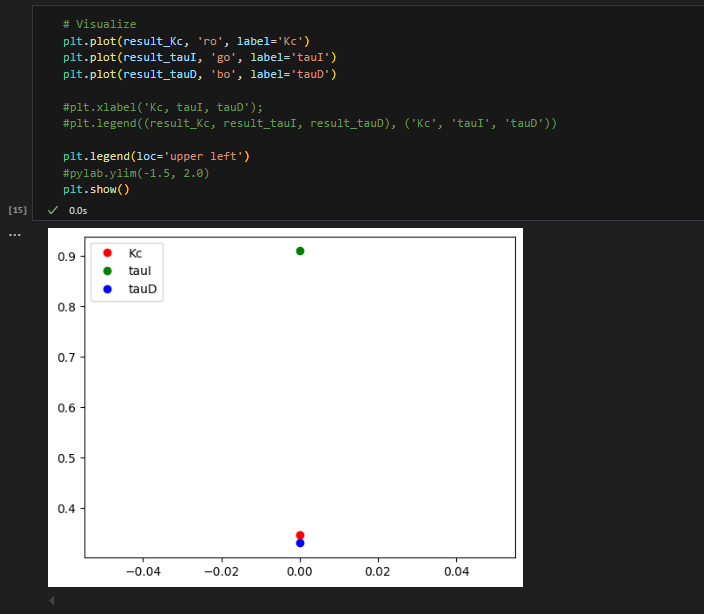 # Visualize
plt.plot(result_Kc, 'ro', label='Kc')
plt.plot(result_tauI, 'go', label='tauI')
plt.plot(result_tauD, 'bo', label='tauD')
#plt.xlabel('Kc, tauI, tauD');
#plt.legend((result_Kc, result_tauI, result_tauD), ('Kc', 'tauI', 'tauD'))
plt.legend(loc='upper left')
#pylab.ylim(-1.5, 2.0)
plt.show()
[15] ✓ 0.0s
...
Kc
tauI
tauD
0.9
0.8
0.7
0.6
0.5
0.4
−0.04 −0.02 0.00 0.02 0.04